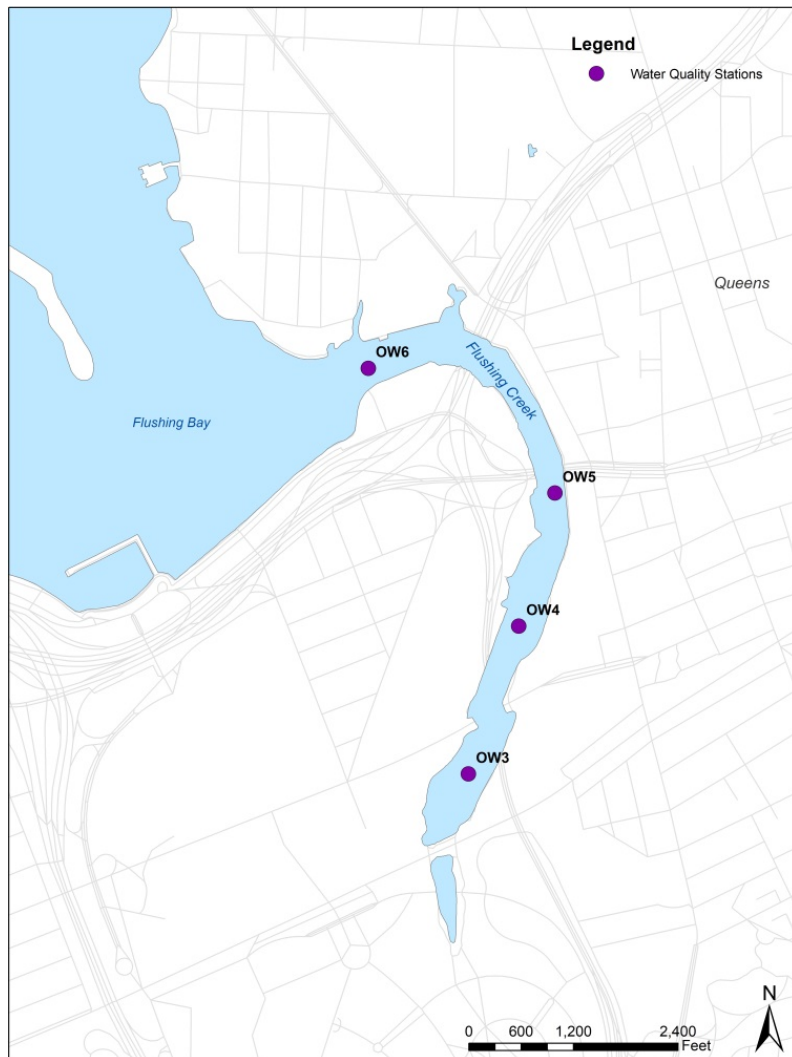 Legend
Water Quality Stations
Queens
OW6
Flushing Creek
Flushing Bay
OW5
OW4
OW3
N
0 600 1,200 2,400
Feet